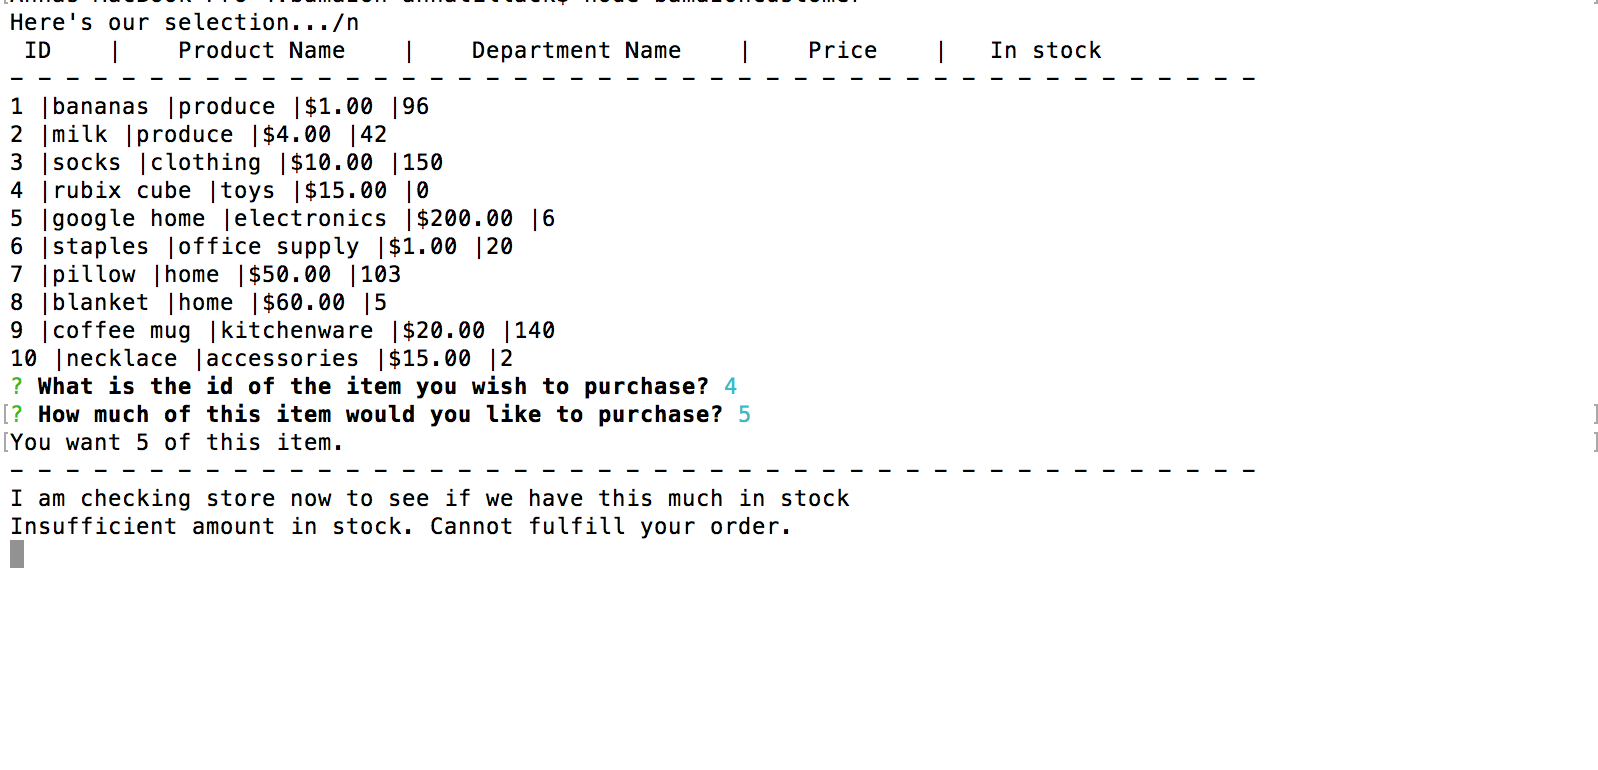 Here's our selection.../n
ID | Product Name | Department Name | Price | In stock
- - - - - - - - - - - - - - - - - - - - - - - - - - - - - - - - - - - - - - - - - - - - -
1 |bananas |produce |$1.00 |96
2 |milk |produce |$4.00 |42
3 |socks |clothing |$10.00 |150
4 |rubix cube |toys |$15.00 |0
5 |google home |electronics |$200.00 |6
6 |staples |office supply |$1.00 |20
7 |pillow |home |$50.00 |103
8 |blanket |home |$60.00 |5
9 |coffee mug |kitchenware |$20.00 |140
10 |necklace |accessories |$15.00 |2
? What is the id of the item you wish to purchase? 4
[? How much of this item would you like to purchase? 5 ]
[You want 5 of this item. ]
- - - - - - - - - - - - - - - - - - - - - - - - - - - - - - - - - - - - - - - - - - - - -
I am checking store now to see if we have this much in stock
Insufficient amount in stock. Cannot fulfill your order.